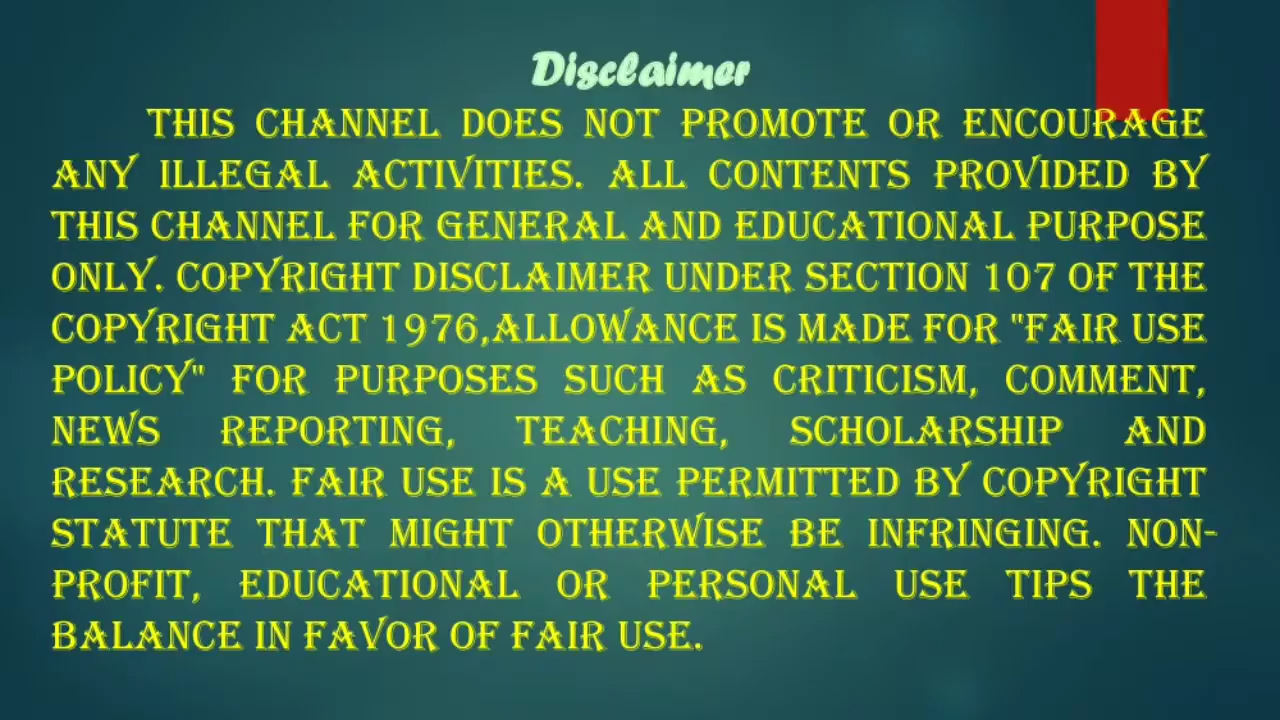 Disclaimer
THIS CHANNEL DOES NOT PROMOTE OR ENCOURAGE
ANY ILLEGAL ACTIVITIES. ALL CONTENTS PROVIDED BY
THIS CHANNEL FOR GENERAL AND EDUCATIONAL PURPOSE
ONLY. COPYRIGHT DISCLAIMER UNDER SECTION 107 OF THE
COPYRIGHT ACT 1976,ALLOWANCE IS MADE FOR "FAIR USE
POLICY" FOR PURPOSES SUCH AS CRITICISM, COMMENT,
NEWS REPORTING, TEACHING, SCHOLARSHIP AND
RESEARCH. FAIR USE IS A USE PERMITTED BY COPYRIGHT
STATUTE THAT MIGHT OTHERWISE BE INFRINGING. NON-
PROFIT, EDUCATIONAL OR PERSONAL USE TIPS THE
BALANCE IN FAVOR OF FAIR USE.